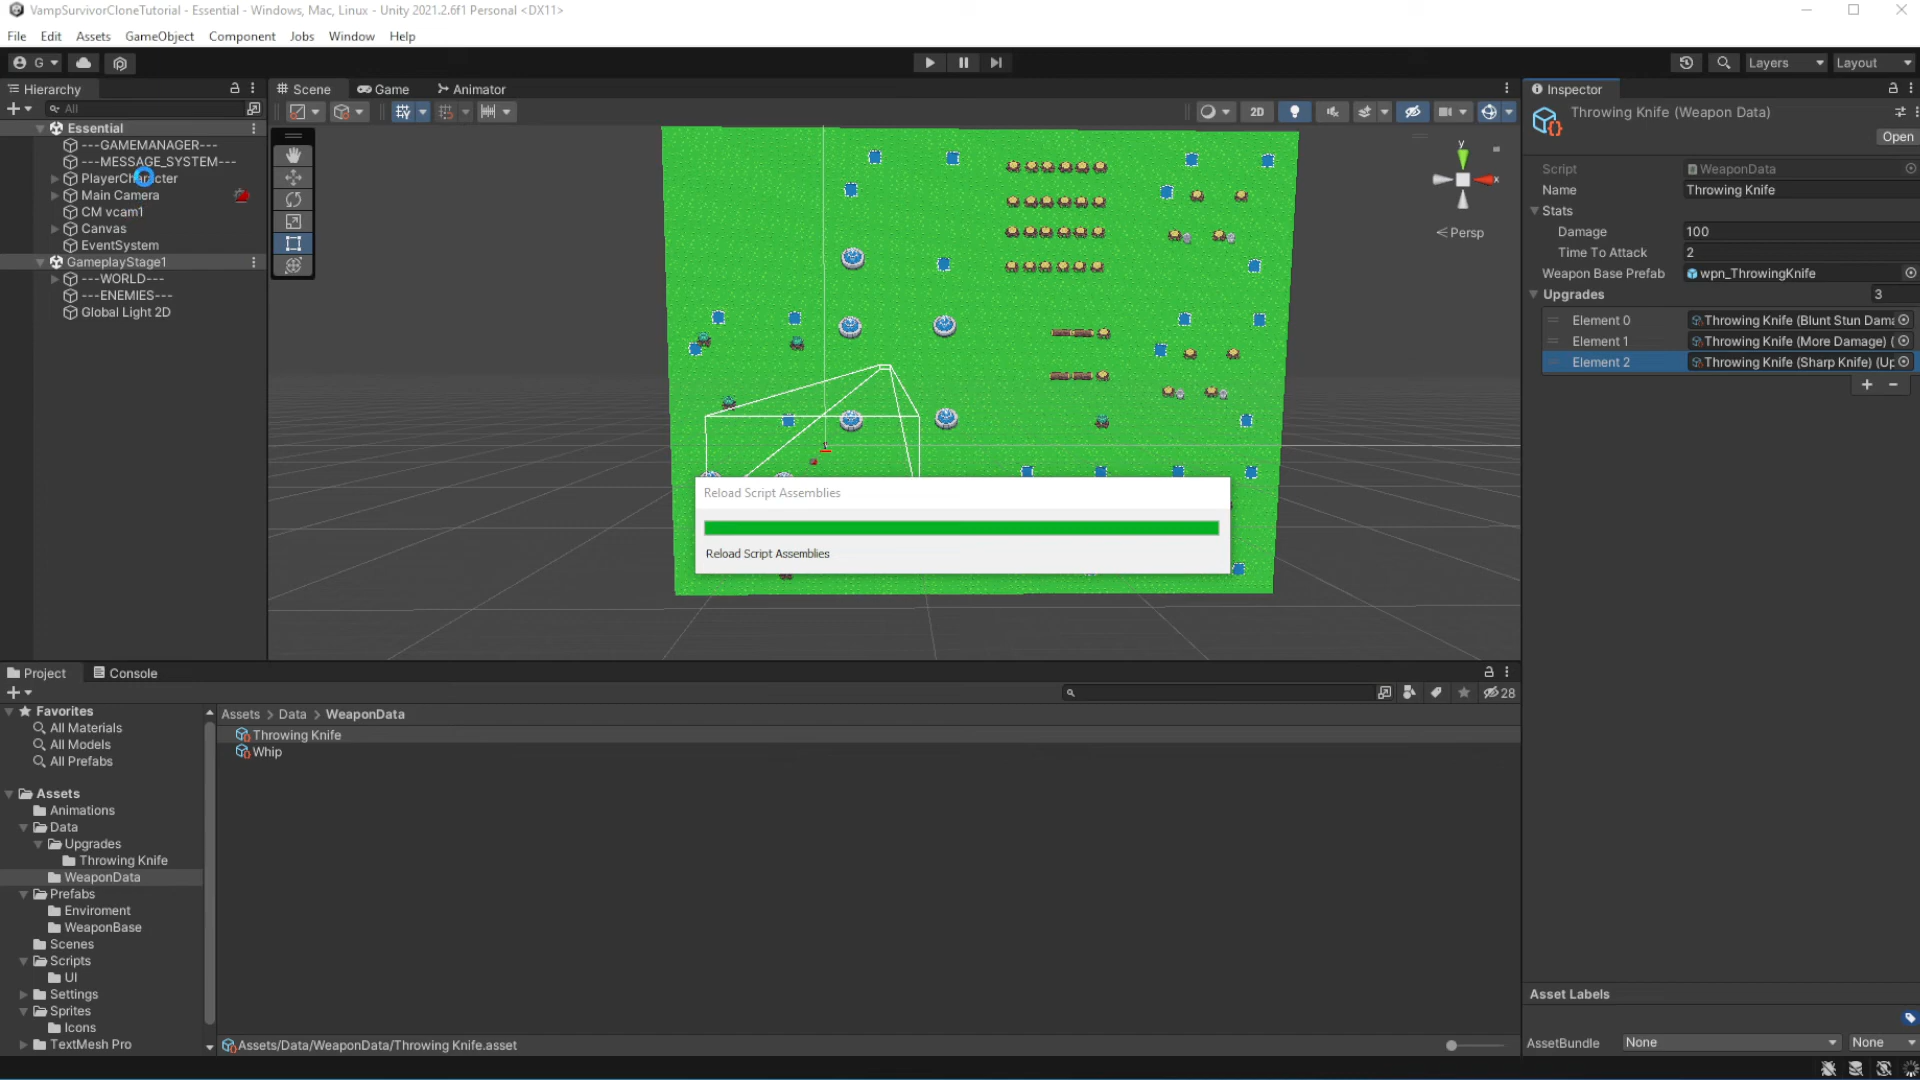 VampSurvivorCloneTutorial - Essential - Windows, Mac, Linux - Unity 2021.2.6f1 Personal <DX11>
File Edit Assets GameObject Component Jobs Window Help
G Layers Layout
Hierarchy
All
Essential
---GAMEMANAGER---
---MESSAGE_SYSTEM---
PlayerCharacter
Main Camera
CM vcam1
Canvas
EventSystem
GameplayStage1
---WORLD---
---ENEMIES---
Global Light 2D
Scene Game Animator
2D
y
x
Persp
Reload Script Assemblies
Reload Script Assemblies
Inspector
Throwing Knife (Weapon Data)
Open
Script WeaponData
Name Throwing Knife
Stats
Damage 100
Time To Attack 2
Weapon Base Prefab wpn_ThrowingKnife
Upgrades 3
Element 0 Throwing Knife (Blunt Stun Dama
Element 1 Throwing Knife (More Damage) (
Element 2 Throwing Knife (Sharp Knife) (Up
Asset Labels
AssetBundle None None
Project Console
28
Favorites
All Materials
All Models
All Prefabs
Assets
Animations
Data
Upgrades
Throwing Knife
WeaponData
Prefabs
Enviroment
WeaponBase
Scenes
Scripts
UI
Settings
Sprites
Icons
TextMesh Pro
Assets > Data > WeaponData
Throwing Knife
Whip
Assets/Data/WeaponData/Throwing Knife.asset